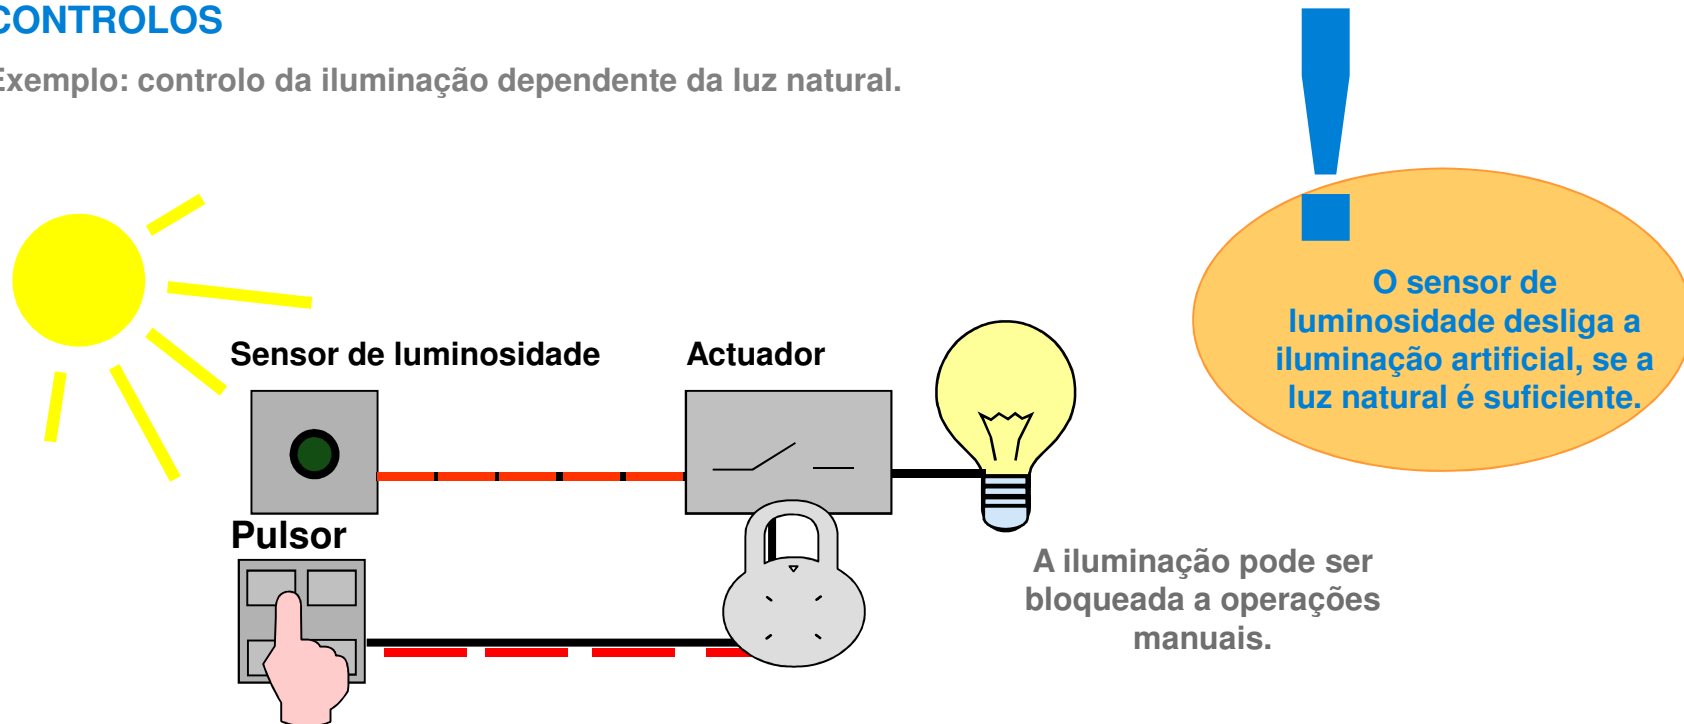 CONTROLOS
Exemplo: controlo da iluminação dependente da luz natural.
!
O sensor de
luminosidade desliga a
iluminação artificial, se a
luz natural é suficiente.
Sensor de luminosidade
Actuador
Pulsor
A iluminação pode ser
bloqueada a operações
manuais.